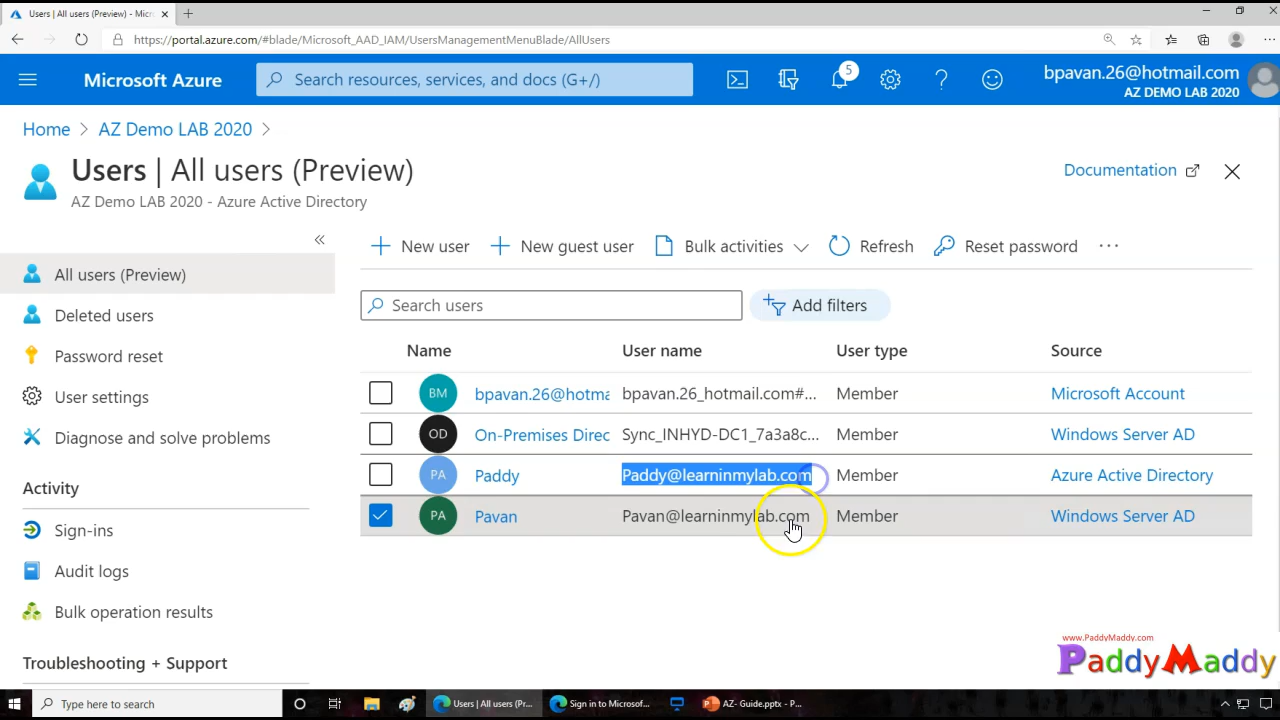 Users | All users (Preview) - Micr
https://portal.azure.com/#blade/Microsoft_AAD_IAM/UsersManagementMenuBlade/AllUsers
Microsoft Azure
Search resources, services, and docs (G+/)
5
bpavan.26@hotmail.com
AZ DEMO LAB 2020
Home > AZ Demo LAB 2020 >
Users | All users (Preview)
AZ Demo LAB 2020 - Azure Active Directory
Documentation
«
New user
New guest user
Bulk activities
Refresh
Reset password
...
All users (Preview)
Deleted users
Password reset
User settings
Diagnose and solve problems
Activity
Sign-ins
Audit logs
Bulk operation results
Troubleshooting + Support
Search users
Add filters
Name User name User type Source
BM bpavan.26@hotma bpavan.26_hotmail.com#... Member Microsoft Account
OD On-Premises Direc Sync_INHYD-DC1_7a3a8c... Member Windows Server AD
PA Paddy Paddy@learninmylab.com Member Azure Active Directory
PA Pavan Pavan@learninmylab.com Member Windows Server AD
www.PaddyMaddy.com
PaddyMaddy
Type here to search
Users | All users (Pr...
Sign in to Microsof...
AZ- Guide.pptx - P...